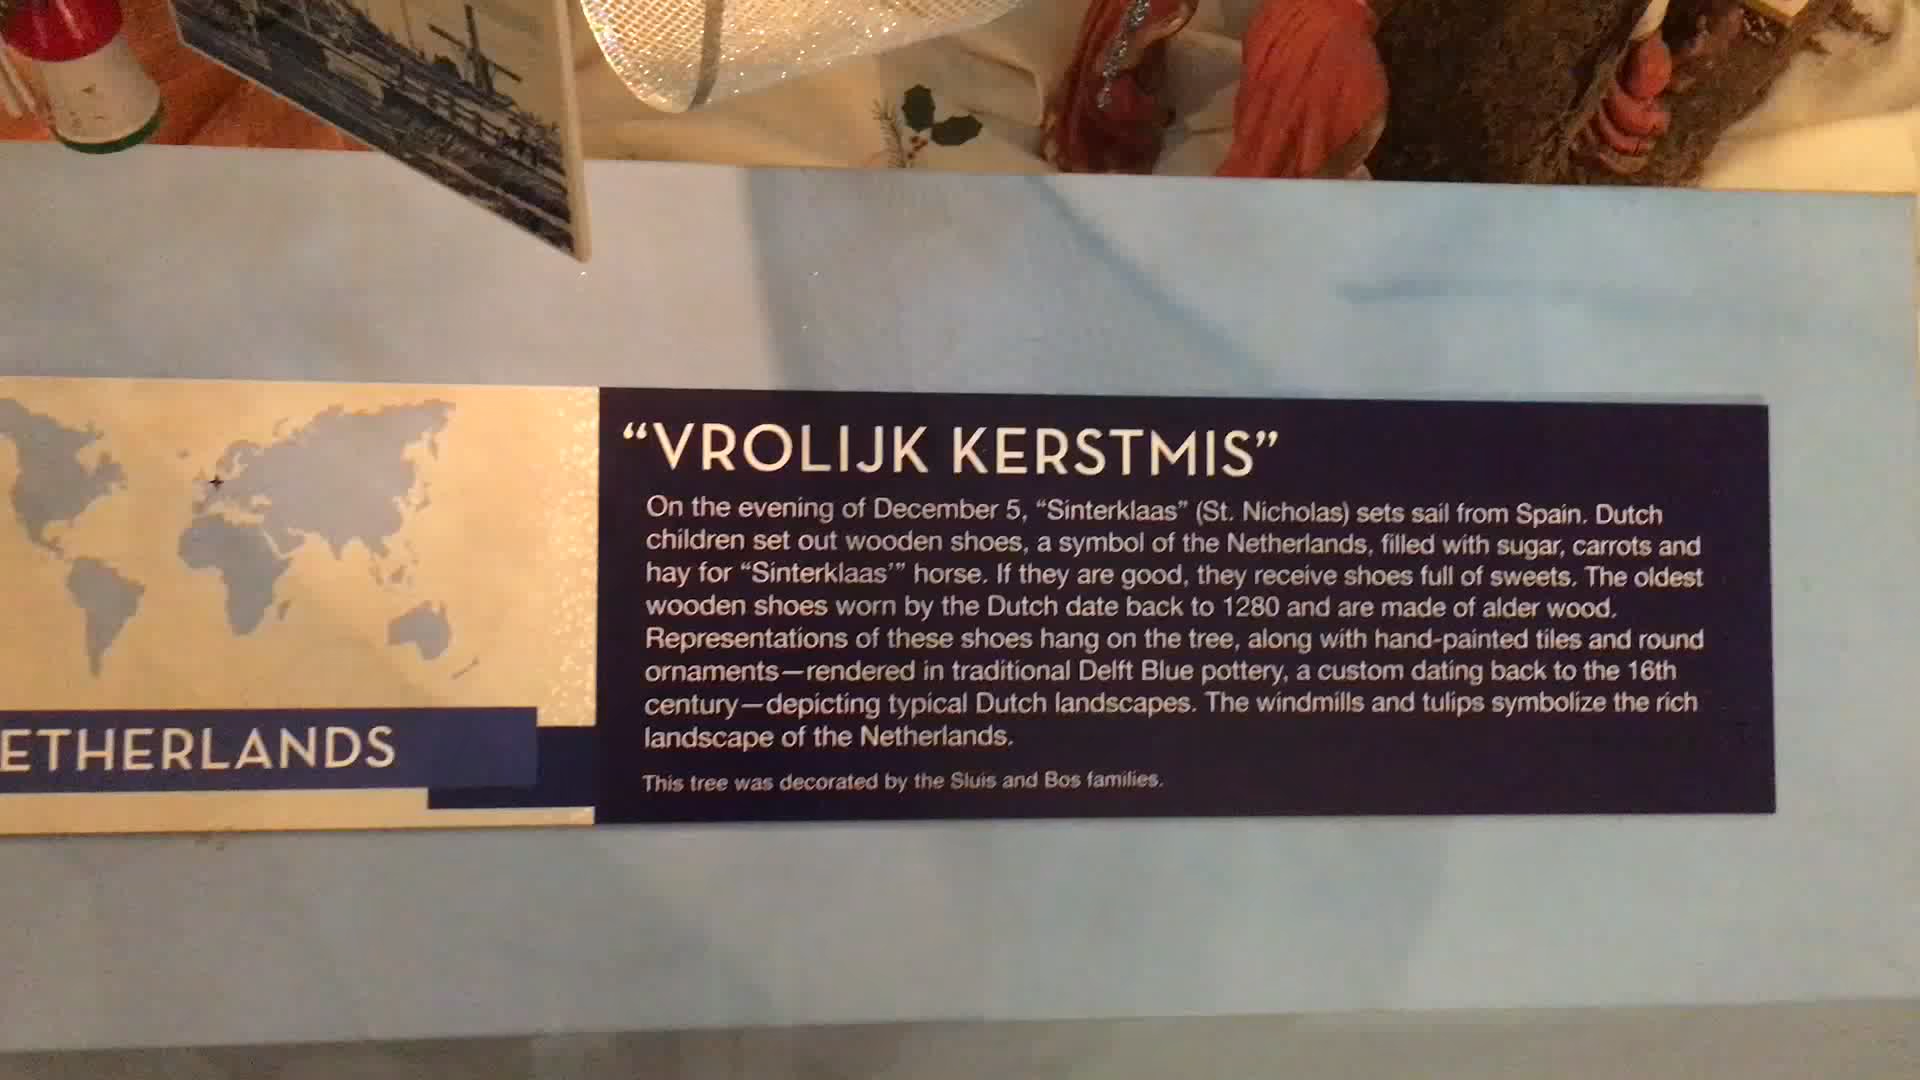 ETHERLANDS
“VROLIJK KERSTMIS”
On the evening of December 5, “Sinterklaas” (St. Nicholas) sets sail from Spain. Dutch
children set out wooden shoes, a symbol of the Netherlands, filled with sugar, carrots and
hay for “Sinterklaas’” horse. If they are good, they receive shoes full of sweets. The oldest
wooden shoes worn by the Dutch date back to 1280 and are made of alder wood.
Representations of these shoes hang on the tree, along with hand-painted tiles and round
ornaments—rendered in traditional Delft Blue pottery, a custom dating back to the 16th
century—depicting typical Dutch landscapes. The windmills and tulips symbolize the rich
landscape of the Netherlands.
This tree was decorated by the Sluis and Bos families.